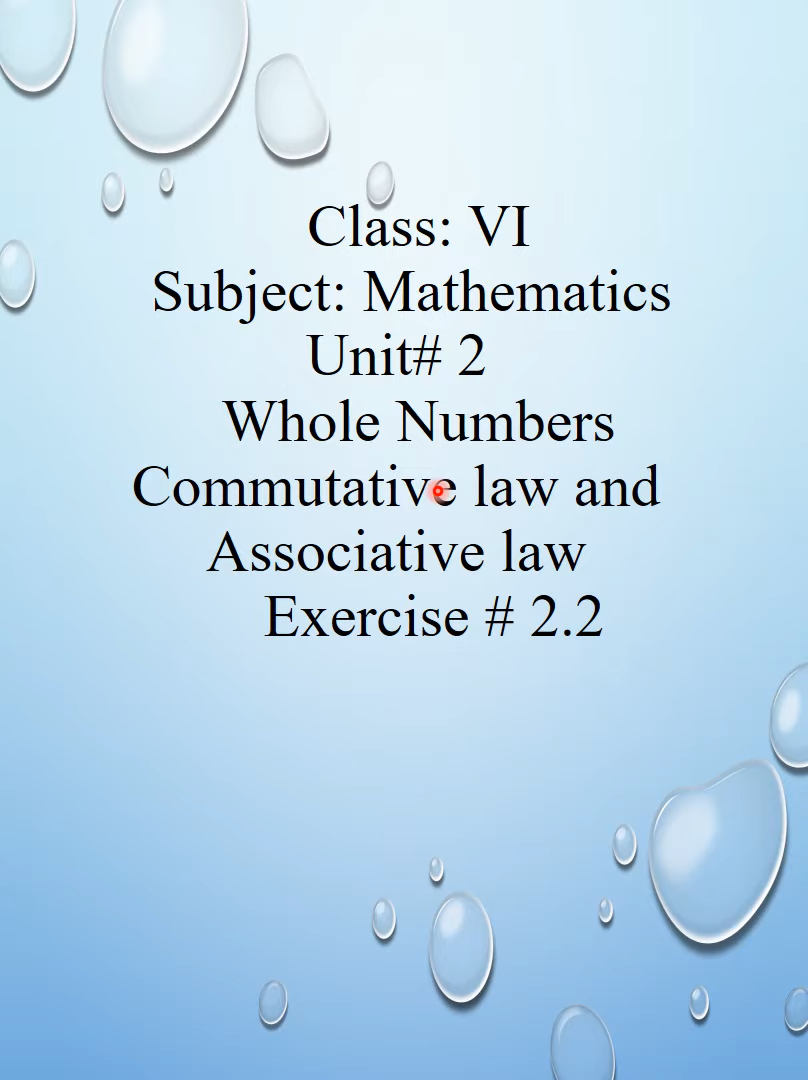 Class: VI
Subject: Mathematics
Unit# 2
Whole Numbers
Commutative law and
Associative law
Exercise # 2.2